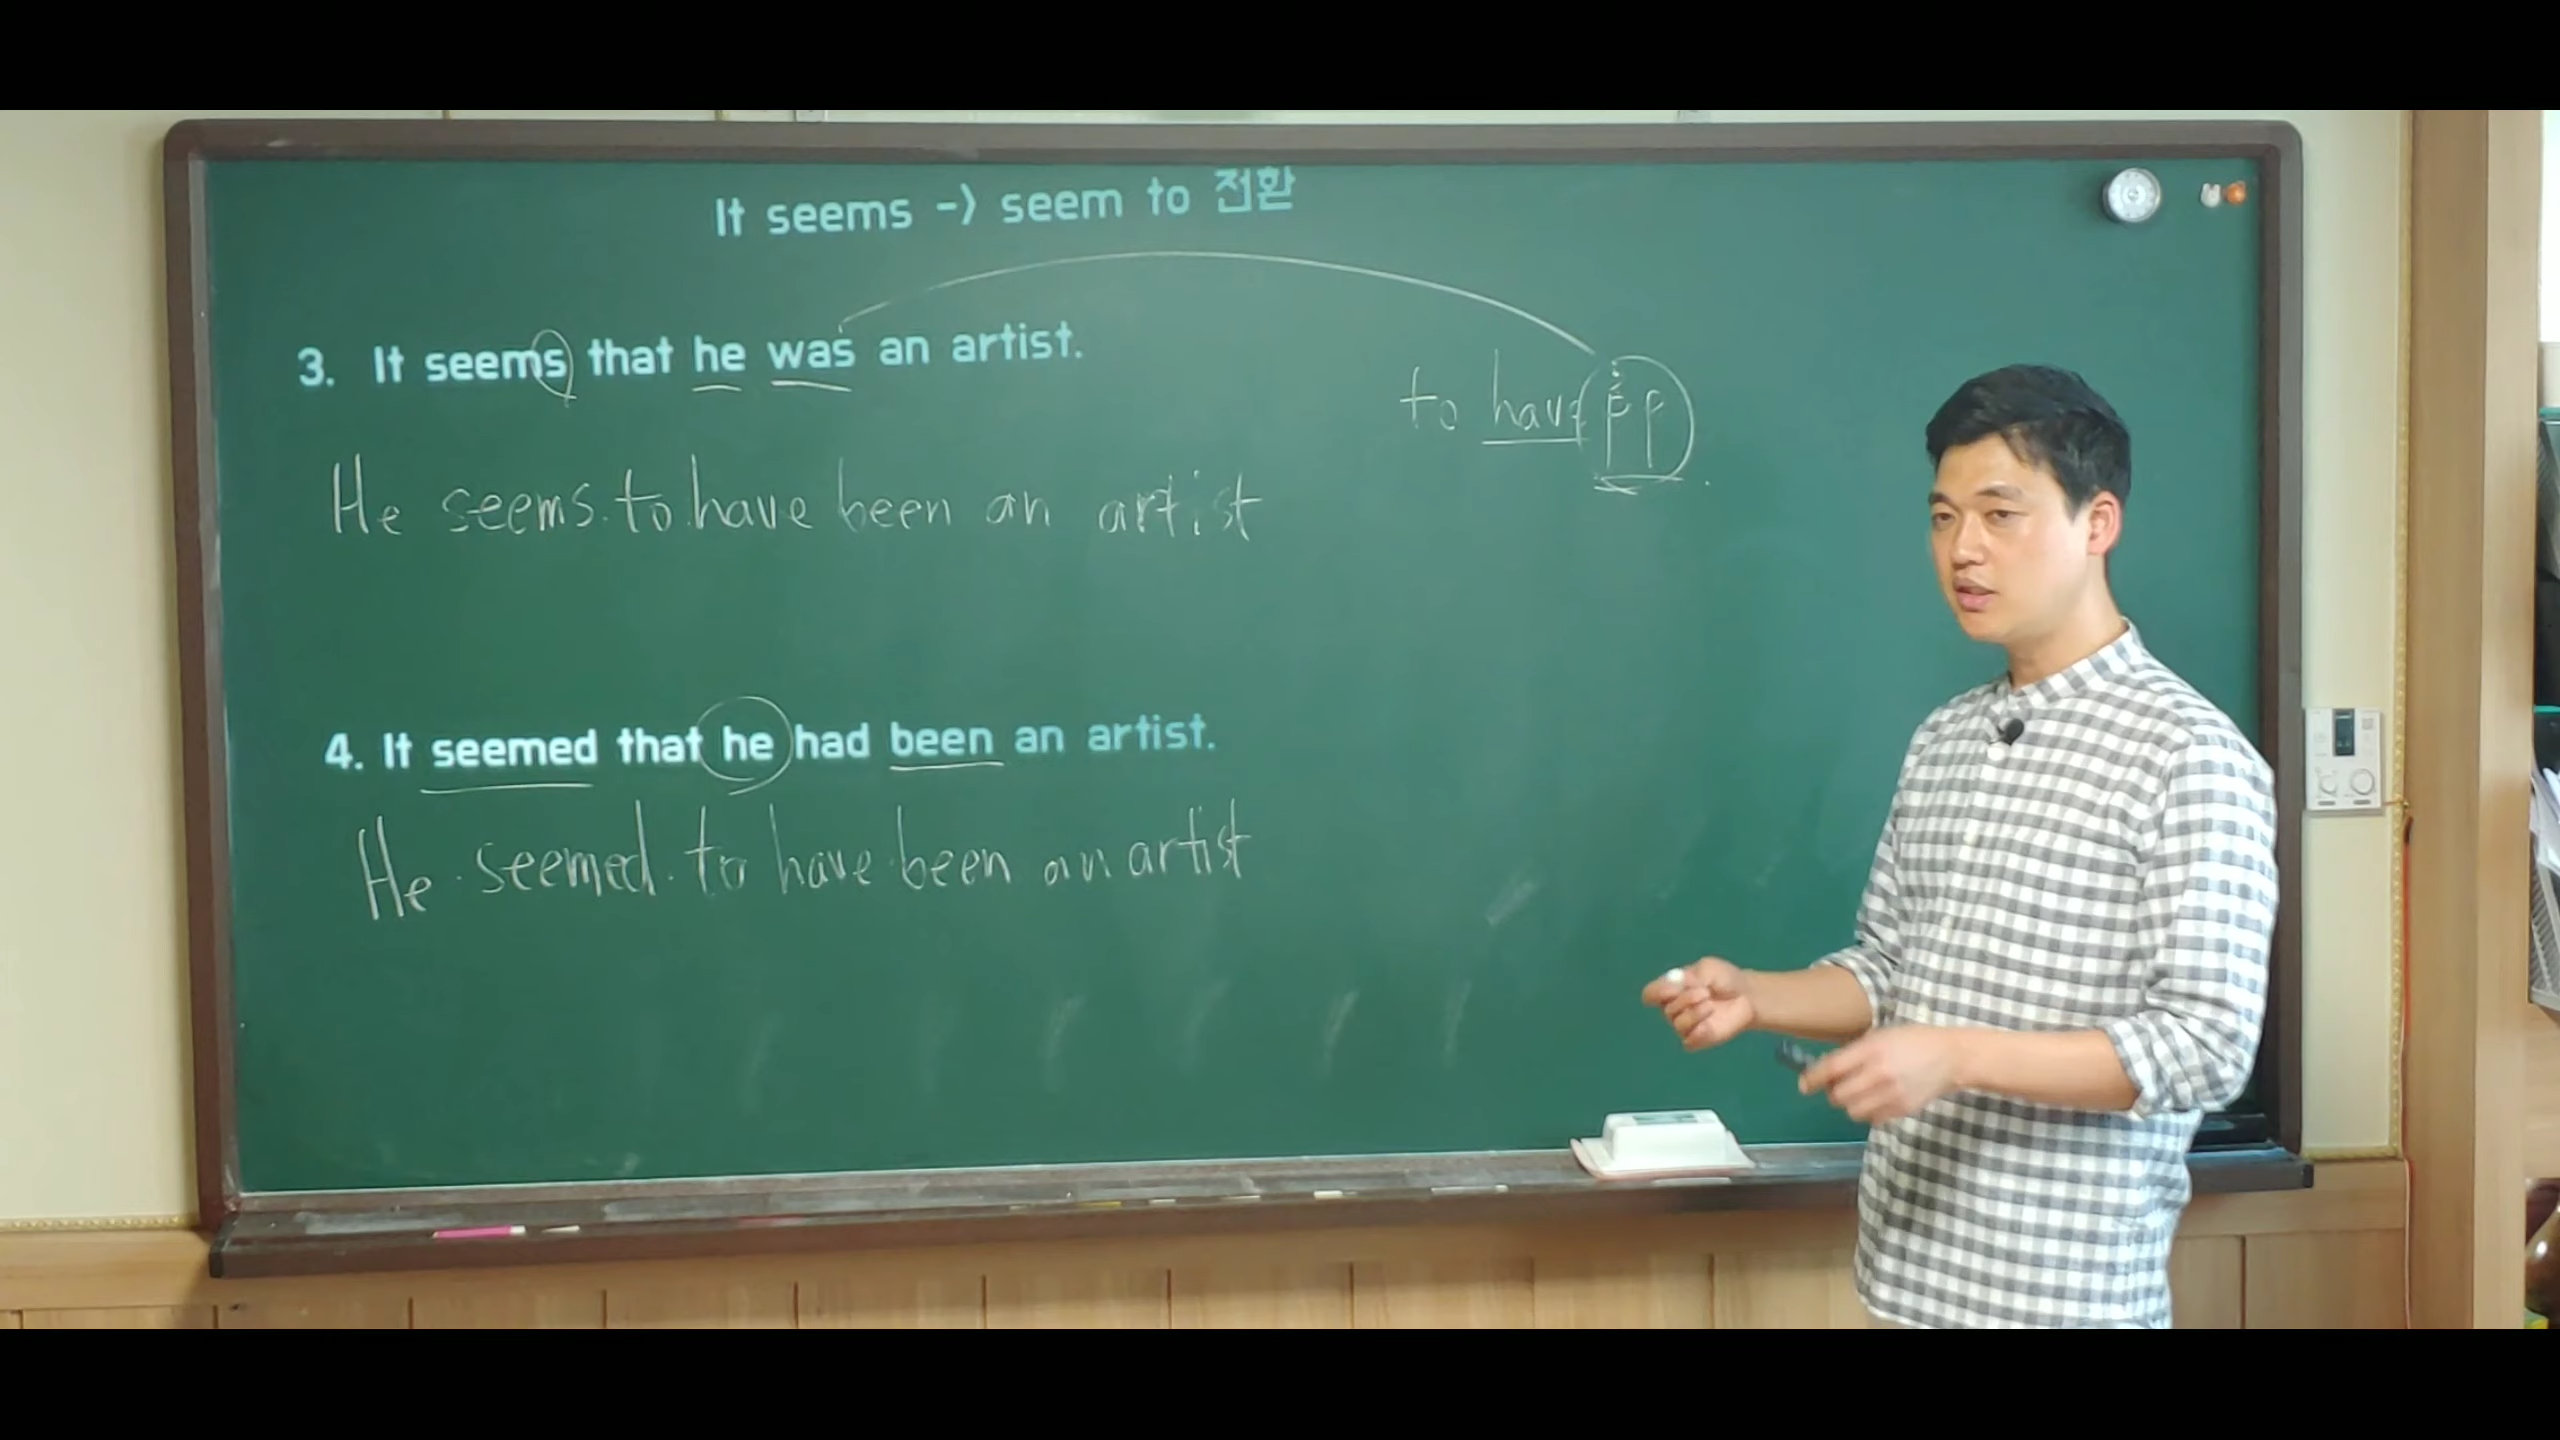 It seems -> seem to 전환
3. It seems that he was an artist.
to have pp.
He seems to have been an artist
4. It seemed that he had been an artist.
He seemed to have been an artist